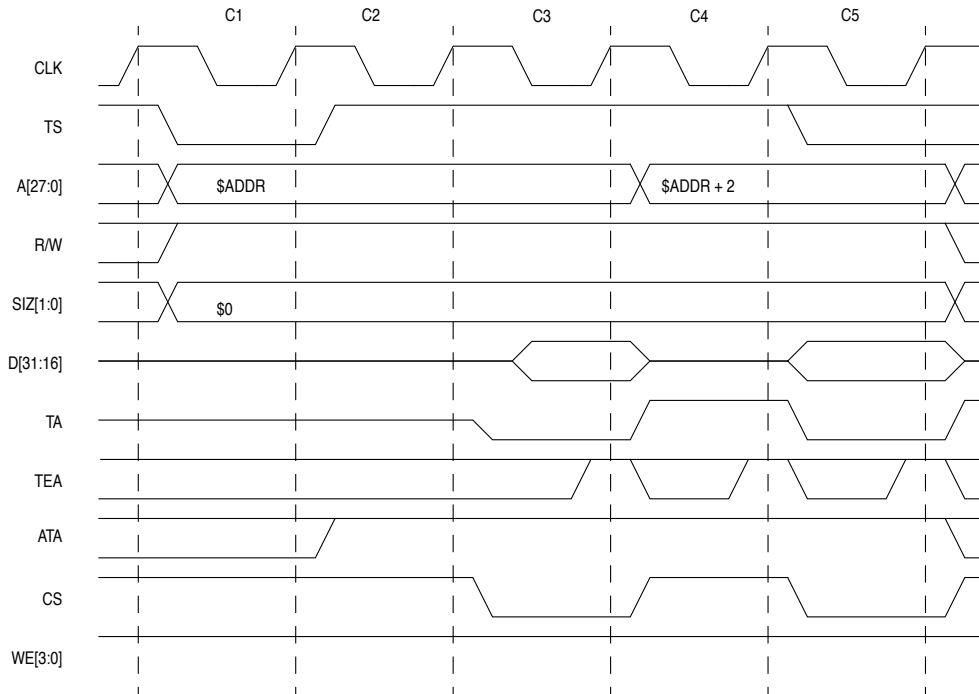 C1 C2 C3 C4 C5
CLK
TS
A[27:0] $ADDR $ADDR + 2
R/W
SIZ[1:0] $0
D[31:16]
TA
TEA
ATA
CS
WE[3:0]